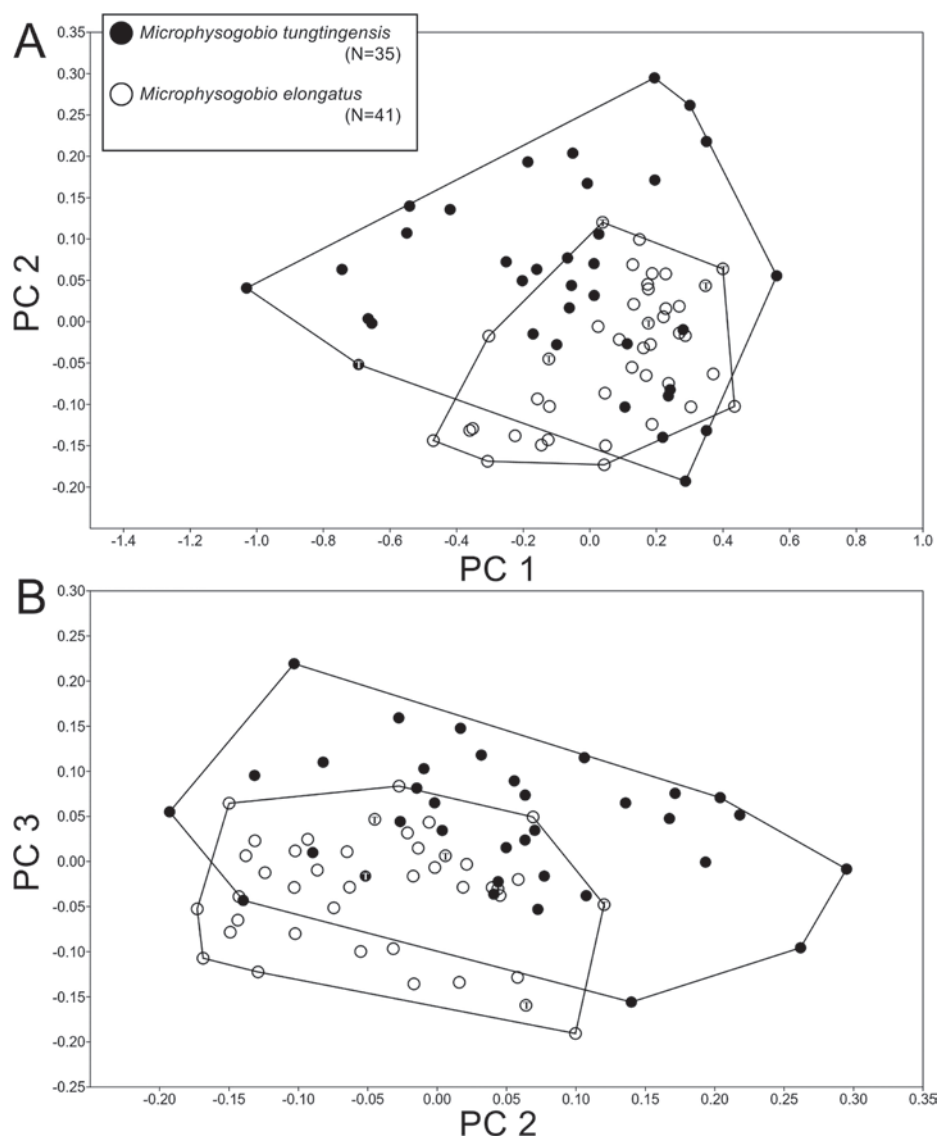 A
Microphysogobio tungtingensis
(N=35)
Microphysogobio elongatus
(N=41)
0.35
0.30
0.25
0.20
0.15
0.10
0.05
0.00
-0.05
-0.10
-0.15
-0.20
PC 2
T
T
T
T
T
-1.4 -1.2 -1.0 -0.8 -0.6 -0.4 -0.2 0.0 0.2 0.4 0.6 0.8 1.0
PC 1
B
0.30
0.25
0.20
0.15
0.10
0.05
0.00
-0.05
-0.10
-0.15
-0.20
-0.25
PC 3
T
T
T
T
-0.20 -0.15 -0.10 -0.05 0.00 0.05 0.10 0.15 0.20 0.25 0.30 0.35
PC 2